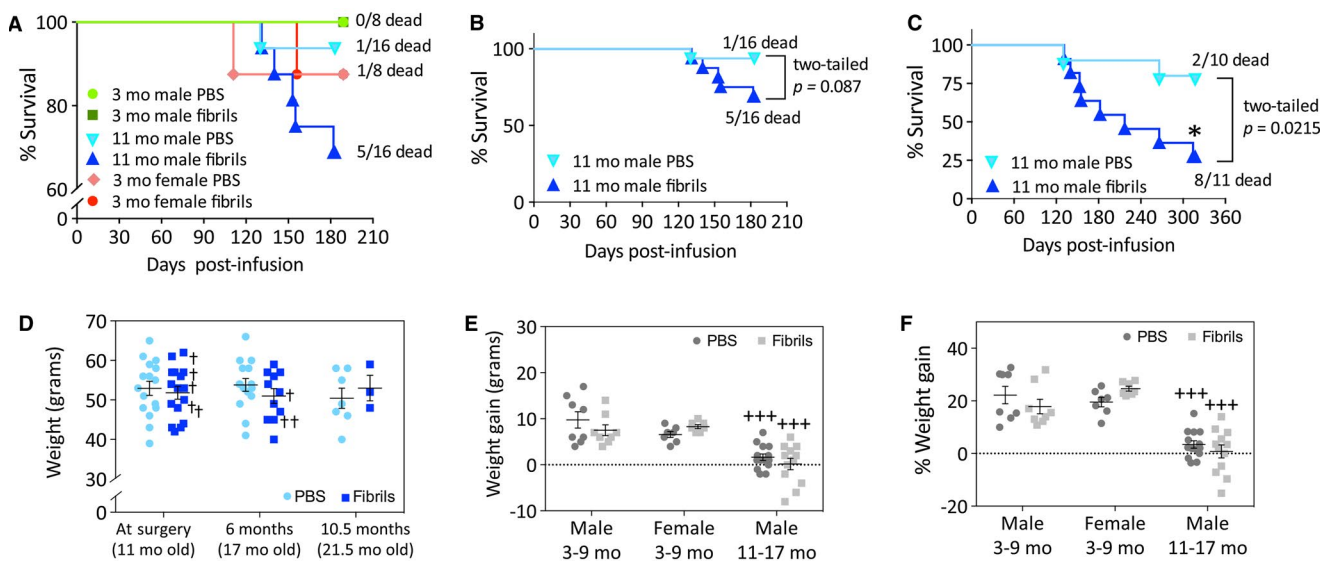 A
% Survival
100
80
60
0
0 30 60 90 120 150 180 210
Days post-infusion
0/8 dead
1/16 dead
1/8 dead
5/16 dead
3 mo male PBS
3 mo male fibrils
11 mo male PBS
11 mo male fibrils
3 mo female PBS
3 mo female fibrils
B
% Survival
100
50
0
0 30 60 90 120 150 180 210
Days post-infusion
1/16 dead
two-tailed
p = 0.087
5/16 dead
11 mo male PBS
11 mo male fibrils
C
% Survival
100
75
50
25
0
0 60 120 180 240 300 360
Days post-infusion
2/10 dead
two-tailed
p = 0.0215
*
8/11 dead
11 mo male PBS
11 mo male fibrils
D
Weight (grams)
70
60
50
40
30
0
†
†
†
††
†
††
PBS Fibrils
At surgery 6 months 10.5 months
(11 mo old) (17 mo old) (21.5 mo old)
E
Weight gain (grams)
30
20
10
0
-10
PBS Fibrils
+++ +++
Male Female Male
3-9 mo 3-9 mo 11-17 mo
F
% Weight gain
40
20
0
-20
PBS Fibrils
+++ +++
Male Female Male
3-9 mo 3-9 mo 11-17 mo